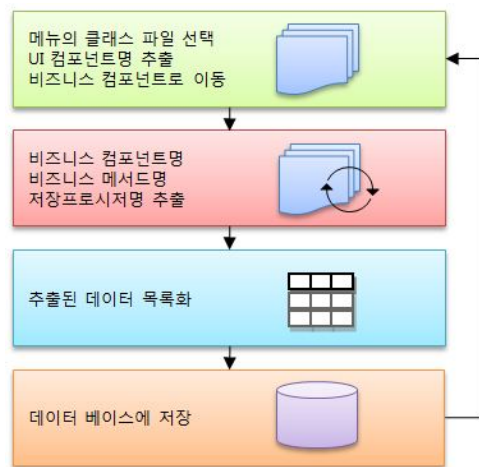 메뉴의 클래스 파일 선택
UI 컴포넌트명 추출
비즈니스 컴포넌트로 이동
비즈니스 컴포넌트명
비즈니스 메서드명
저장프로시저명 추출
추출된 데이터 목록화
데이터 베이스에 저장